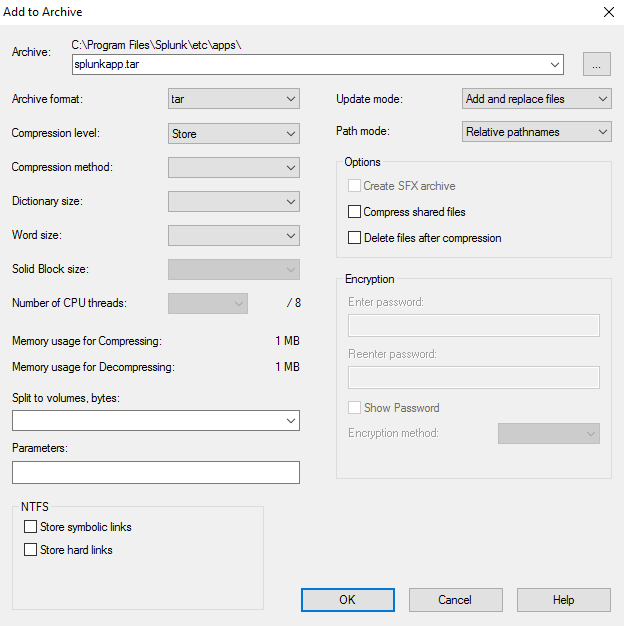 Add to Archive
Archive:
C:\Program Files\Splunk\etc\apps\
splunkapp.tar
...
Archive format:
tar
Compression level:
Store
Compression method:
Dictionary size:
Word size:
Solid Block size:
Number of CPU threads:
/ 8
Memory usage for Compressing:
1 MB
Memory usage for Decompressing:
1 MB
Split to volumes, bytes:
Parameters:
NTFS
Store symbolic links
Store hard links
Update mode:
Add and replace files
Path mode:
Relative pathnames
Options
Create SFX archive
Compress shared files
Delete files after compression
Encryption
Enter password:
Reenter password:
Show Password
Encryption method:
OK
Cancel
Help